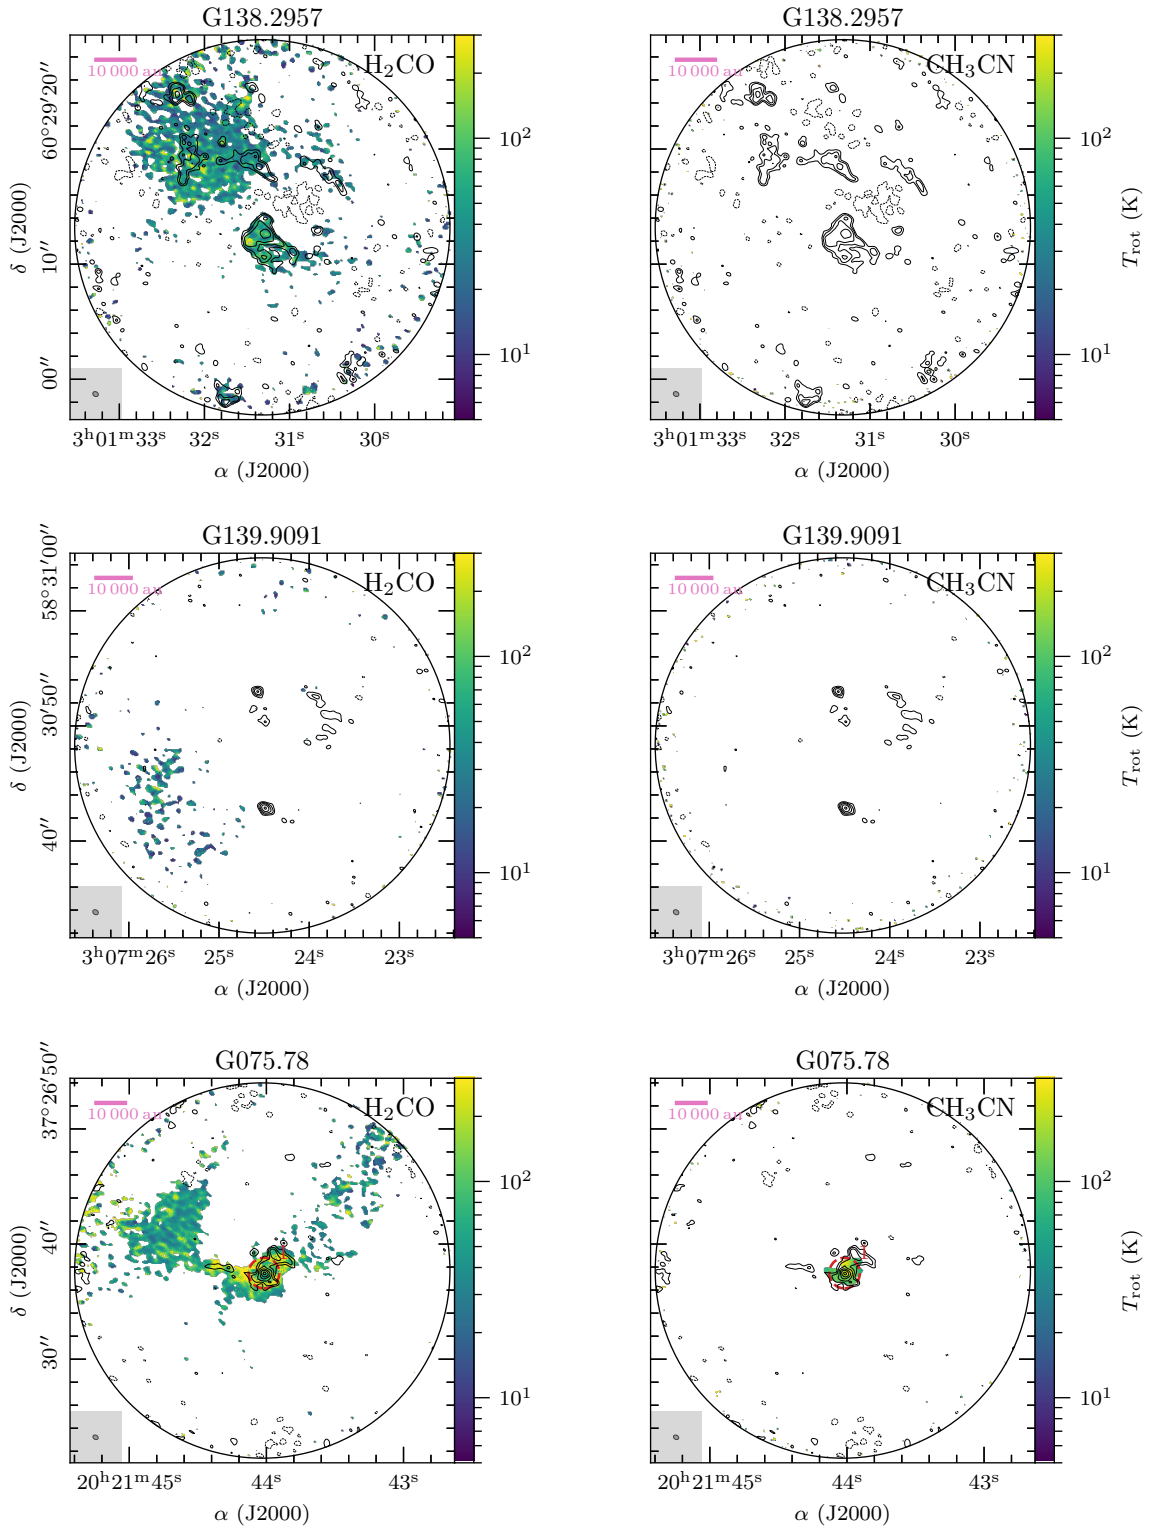 G138.2957
G138.2957
10 000 au
H₂CO
10 000 au
CH₃CN
60°29′20″
10″
00″
δ (J2000)
10²
10¹
10²
10¹
T_rot (K)
3ʰ01ᵐ33ˢ 32ˢ 31ˢ 30ˢ
3ʰ01ᵐ33ˢ 32ˢ 31ˢ 30ˢ
α (J2000)
α (J2000)
G139.9091
G139.9091
10 000 au
H₂CO
10 000 au
CH₃CN
58°31′00″
30′50″
40″
δ (J2000)
10²
10¹
10²
10¹
T_rot (K)
3ʰ07ᵐ26ˢ 25ˢ 24ˢ 23ˢ
3ʰ07ᵐ26ˢ 25ˢ 24ˢ 23ˢ
α (J2000)
α (J2000)
G075.78
G075.78
10 000 au
H₂CO
10 000 au
CH₃CN
37°26′50″
40″
30″
δ (J2000)
10²
10¹
10²
10¹
T_rot (K)
20ʰ21ᵐ45ˢ 44ˢ 43ˢ
20ʰ21ᵐ45ˢ 44ˢ 43ˢ
α (J2000)
α (J2000)